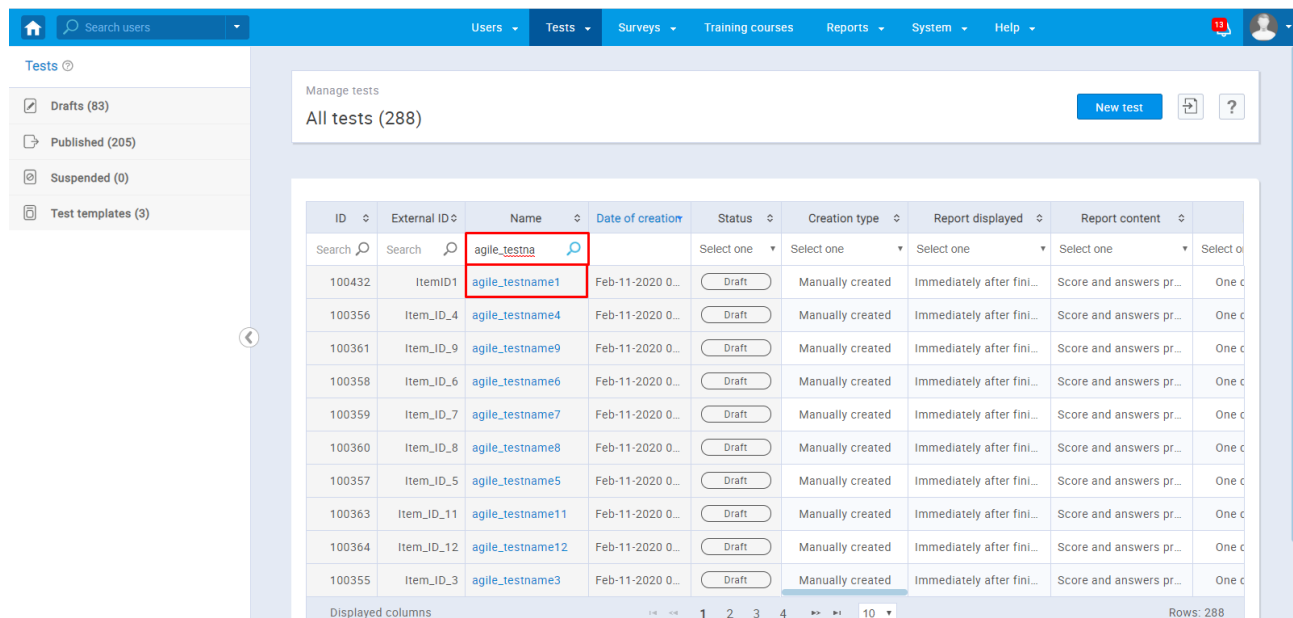 Search users Users Tests Surveys Training courses Reports System Help 13
Tests
Drafts (83)
Published (205)
Suspended (0)
Test templates (3)
Manage tests
All tests (288)
New test ?
ID External ID Name Date of creation Status Creation type Report displayed Report content
Search Search agile_testna Select one Select one Select one Select one Select o
100432 ItemID1 agile_testname1 Feb-11-2020 0... Draft Manually created Immediately after fini... Score and answers pr... One c
100356 Item_ID_4 agile_testname4 Feb-11-2020 0... Draft Manually created Immediately after fini... Score and answers pr... One c
100361 Item_ID_9 agile_testname9 Feb-11-2020 0... Draft Manually created Immediately after fini... Score and answers pr... One c
100358 Item_ID_6 agile_testname6 Feb-11-2020 0... Draft Manually created Immediately after fini... Score and answers pr... One c
100359 Item_ID_7 agile_testname7 Feb-11-2020 0... Draft Manually created Immediately after fini... Score and answers pr... One c
100360 Item_ID_8 agile_testname8 Feb-11-2020 0... Draft Manually created Immediately after fini... Score and answers pr... One c
100357 Item_ID_5 agile_testname5 Feb-11-2020 0... Draft Manually created Immediately after fini... Score and answers pr... One c
100363 Item_ID_11 agile_testname11 Feb-11-2020 0... Draft Manually created Immediately after fini... Score and answers pr... One c
100364 Item_ID_12 agile_testname12 Feb-11-2020 0... Draft Manually created Immediately after fini... Score and answers pr... One c
100355 Item_ID_3 agile_testname3 Feb-11-2020 0... Draft Manually created Immediately after fini... Score and answers pr... One c
Displayed columns 1 2 3 4 10 Rows: 288